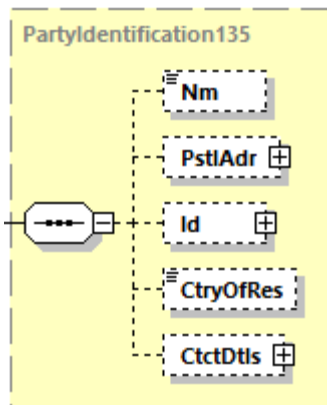 PartyIdentification135
Nm
PstlAdr
Id
CtryOfRes
CtctDtls